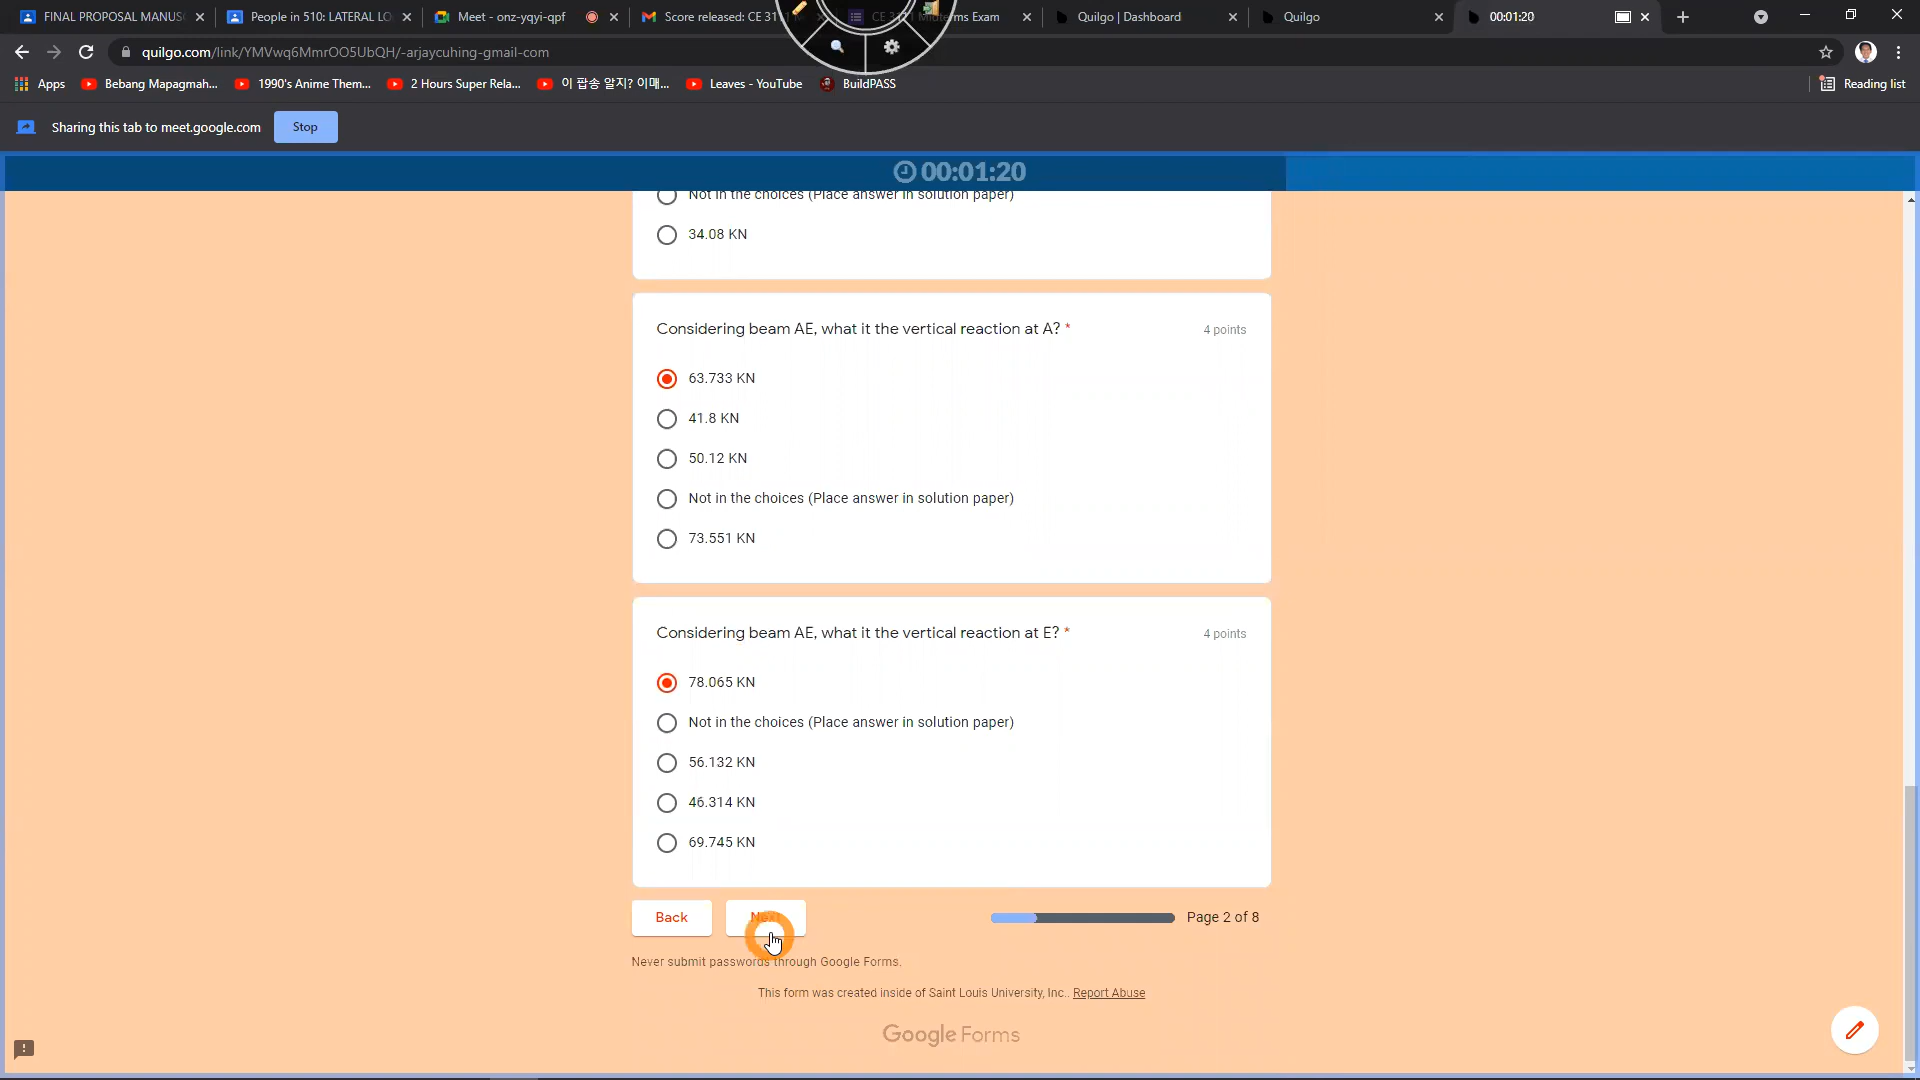 FINAL PROPOSAL MANUS
People in 510: LATERAL LO
Meet - onz-yqyi-qpf
Score released: CE 311
Exam
Quilgo | Dashboard
Quilgo
00:01:20
quilgo.com/link/YMVwq6MmrOO5UbQH/-arjaycuhing-gmail-com
Apps
Bebang Mapagmah...
1990's Anime Them...
2 Hours Super Rela...
이 팝송 알지? 이매...
Leaves - YouTube
BuildPASS
Reading list
Sharing this tab to meet.google.com
Stop
00:01:20
Not in the choices (Place answer in solution paper)
34.08 KN
Considering beam AE, what it the vertical reaction at A? *
4 points
63.733 KN
41.8 KN
50.12 KN
Not in the choices (Place answer in solution paper)
73.551 KN
Considering beam AE, what it the vertical reaction at E? *
4 points
78.065 KN
Not in the choices (Place answer in solution paper)
56.132 KN
46.314 KN
69.745 KN
Back
Next
Page 2 of 8
Never submit passwords through Google Forms.
This form was created inside of Saint Louis University, Inc.. Report Abuse
Google Forms